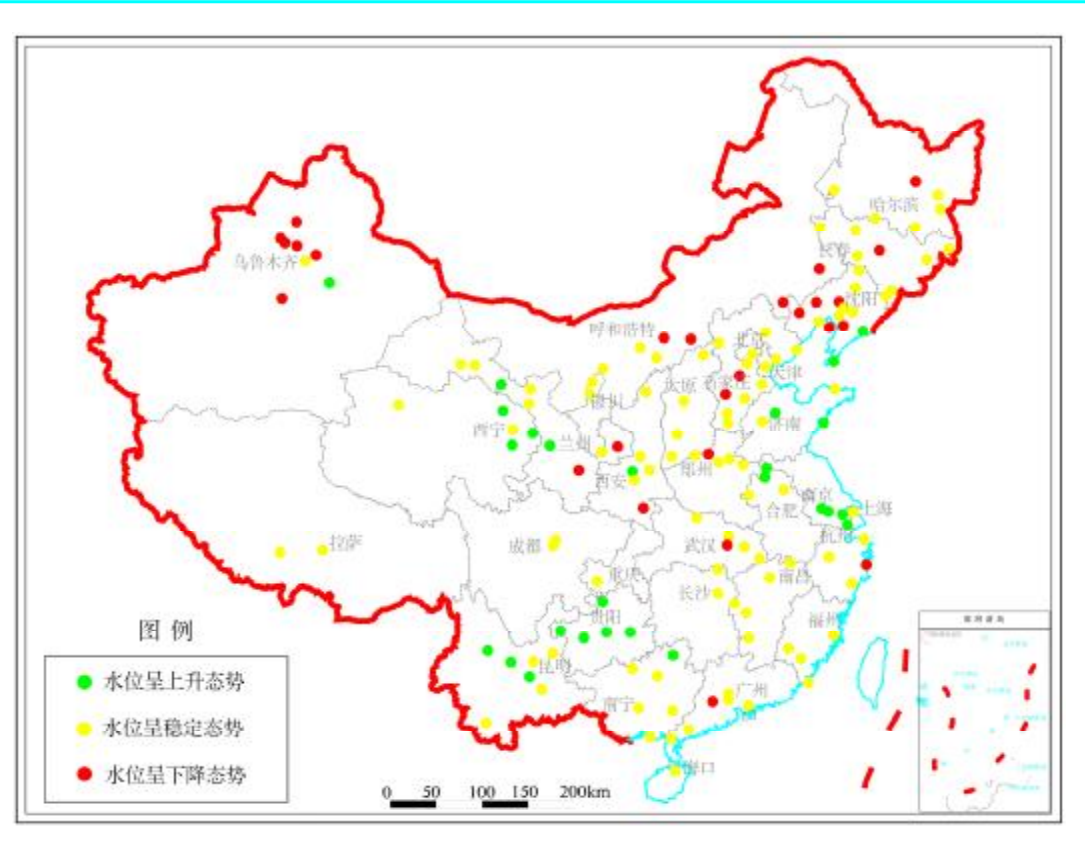 哈尔滨
长春
乌鲁木齐
沈阳
呼和浩特
北京
天津
太原
石家庄
银川
济南
西宁
兰州
西安
郑州
南京
合肥
上海
杭州
拉萨
成都
武汉
重庆
南昌
长沙
贵阳
福州
昆明
广州
南宁
海口
图 例
水位呈上升态势
水位呈稳定态势
水位呈下降态势
0 50 100 150 200km